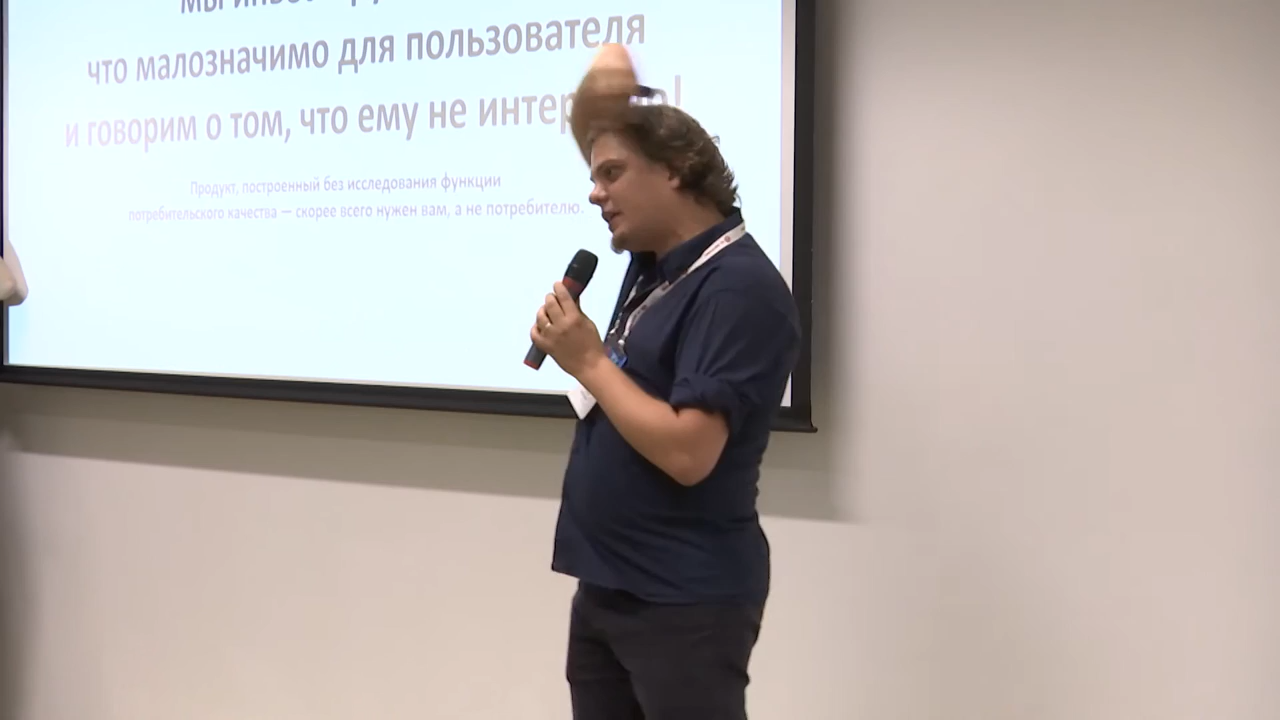 что малозначимо для пользователя
и говорим о том, что ему не
Продукт, построенный без исследования функции
потребительского качества — скорее всего нужен вам, а не потребителю.